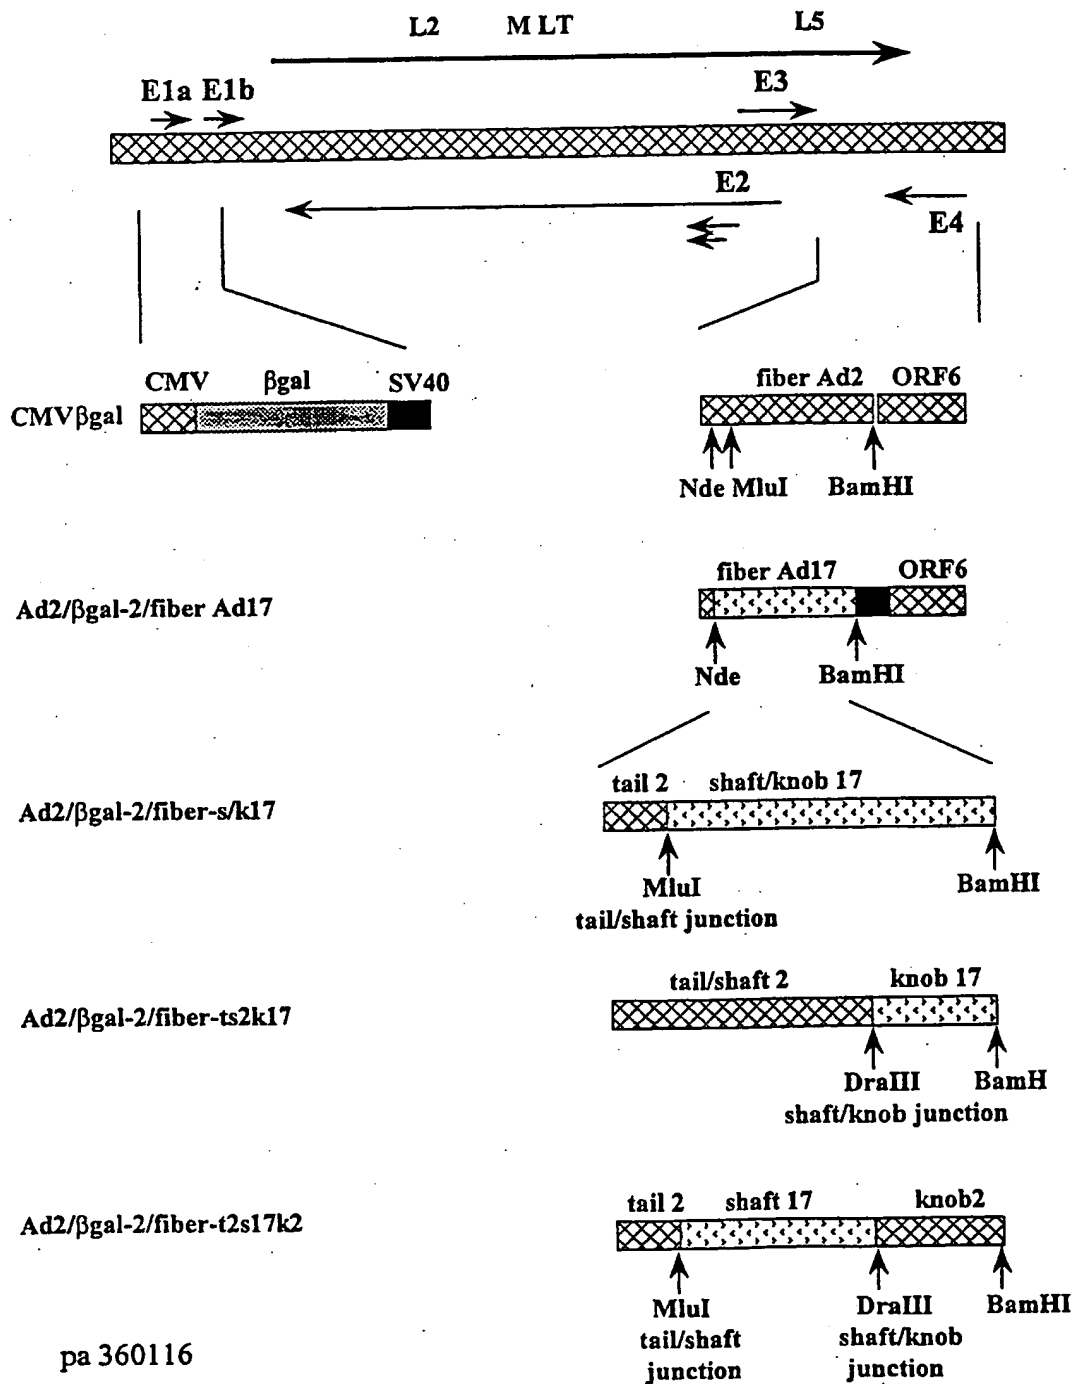 L2 MLT L5
E1a E1b E3
E2
E4
CMV βgal SV40 fiber Ad2 ORF6
CMVβgal
Nde MluI BamHI
fiber Ad17 ORF6
Ad2/βgal-2/fiber Ad17
Nde BamHI
tail 2 shaft/knob 17
Ad2/βgal-2/fiber-s/k17
MluI BamHI
tail/shaft junction
tail/shaft 2 knob 17
Ad2/βgal-2/fiber-ts2k17
DraIII BamH
shaft/knob junction
tail 2 shaft 17 knob2
Ad2/βgal-2/fiber-t2s17k2
MluI DraIII BamHI
tail/shaft shaft/knob
junction junction
pa 360116